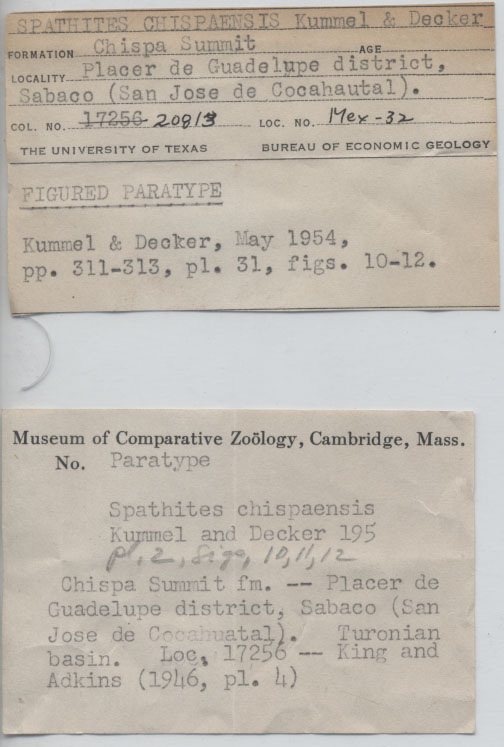 SPATHITES CHISPAENSIS Kummel & Decker
FORMATION Chispa Summit AGE
LOCALITY Placer de Guadelupe district,
Sabaco (San Jose de Cocahautal).
COL. NO. 17256 20813 LOC. NO. Mex-32
THE UNIVERSITY OF TEXAS BUREAU OF ECONOMIC GEOLOGY
FIGURED PARATYPE
Kummel & Decker, May 1954,
pp. 311-313, pl. 31, figs. 10-12.
Museum of Comparative Zoölogy, Cambridge, Mass.
No. Paratype
Spathites chispaensis
Kummel and Decker 195
pl. 2, figs, 10, 11, 12
Chispa Summit fm. -- Placer de
Guadelupe district, Sabaco (San
Jose de Cocahuatal). Turonian
basin. Loc. 17256 -- King and
Adkins (1946, pl. 4)